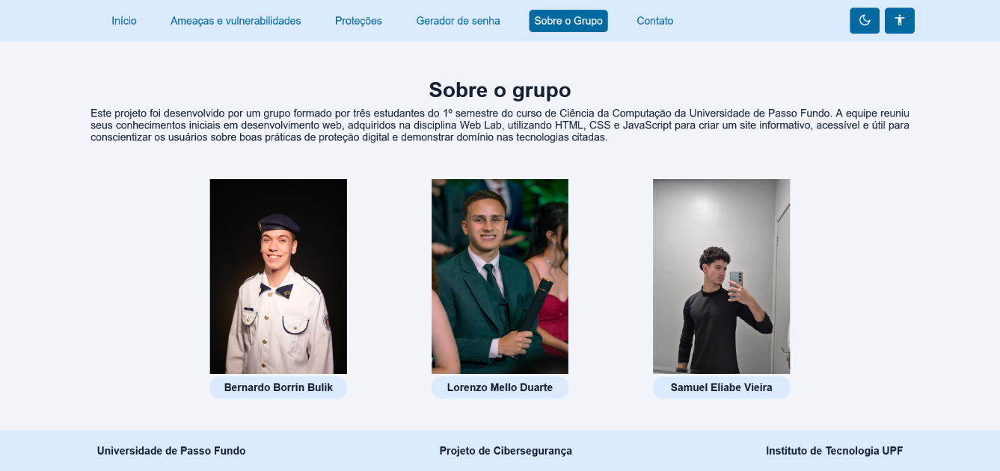 Início Ameaças e vulnerabilidades Proteções Gerador de senha Sobre o Grupo Contato
Sobre o grupo
Este projeto foi desenvolvido por um grupo formado por três estudantes do 1º semestre do curso de Ciência da Computação da Universidade de Passo Fundo. A equipe reuniu
seus conhecimentos iniciais em desenvolvimento web, adquiridos na disciplina Web Lab, utilizando HTML, CSS e JavaScript para criar um site informativo, acessível e útil para
conscientizar os usuários sobre boas práticas de proteção digital e demonstrar domínio nas tecnologias citadas.
Bernardo Borrin Bulik Lorenzo Mello Duarte Samuel Eliabe Vieira
Universidade de Passo Fundo Projeto de Cibersegurança Instituto de Tecnologia UPF